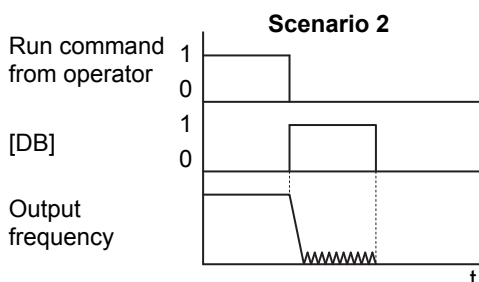 Scenario 2
Run command
from operator
1
0
[DB]
1
0
Output
frequency
t